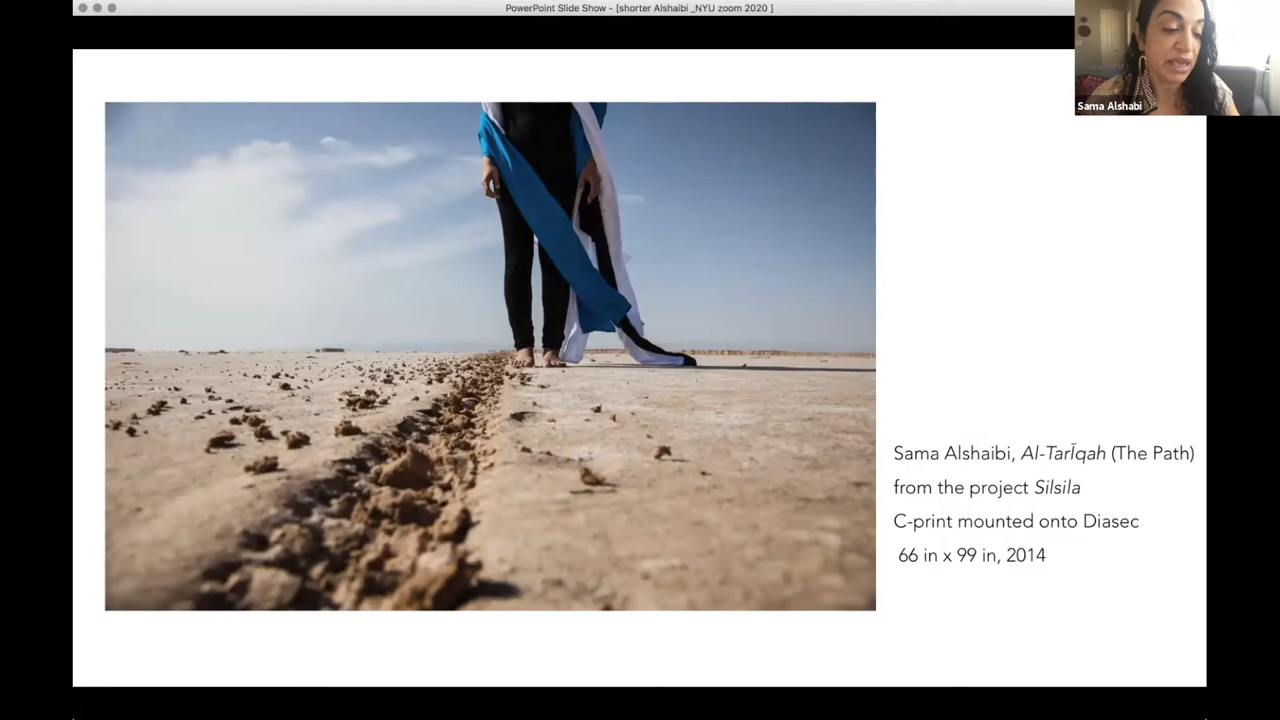 PowerPoint Slide Show - [shorter Alshaibi _NYU zoom 2020 ]
Sama Alshabi
Sama Alshaibi, Al-TarĪqah (The Path)
from the project Silsila
C-print mounted onto Diasec
66 in x 99 in, 2014